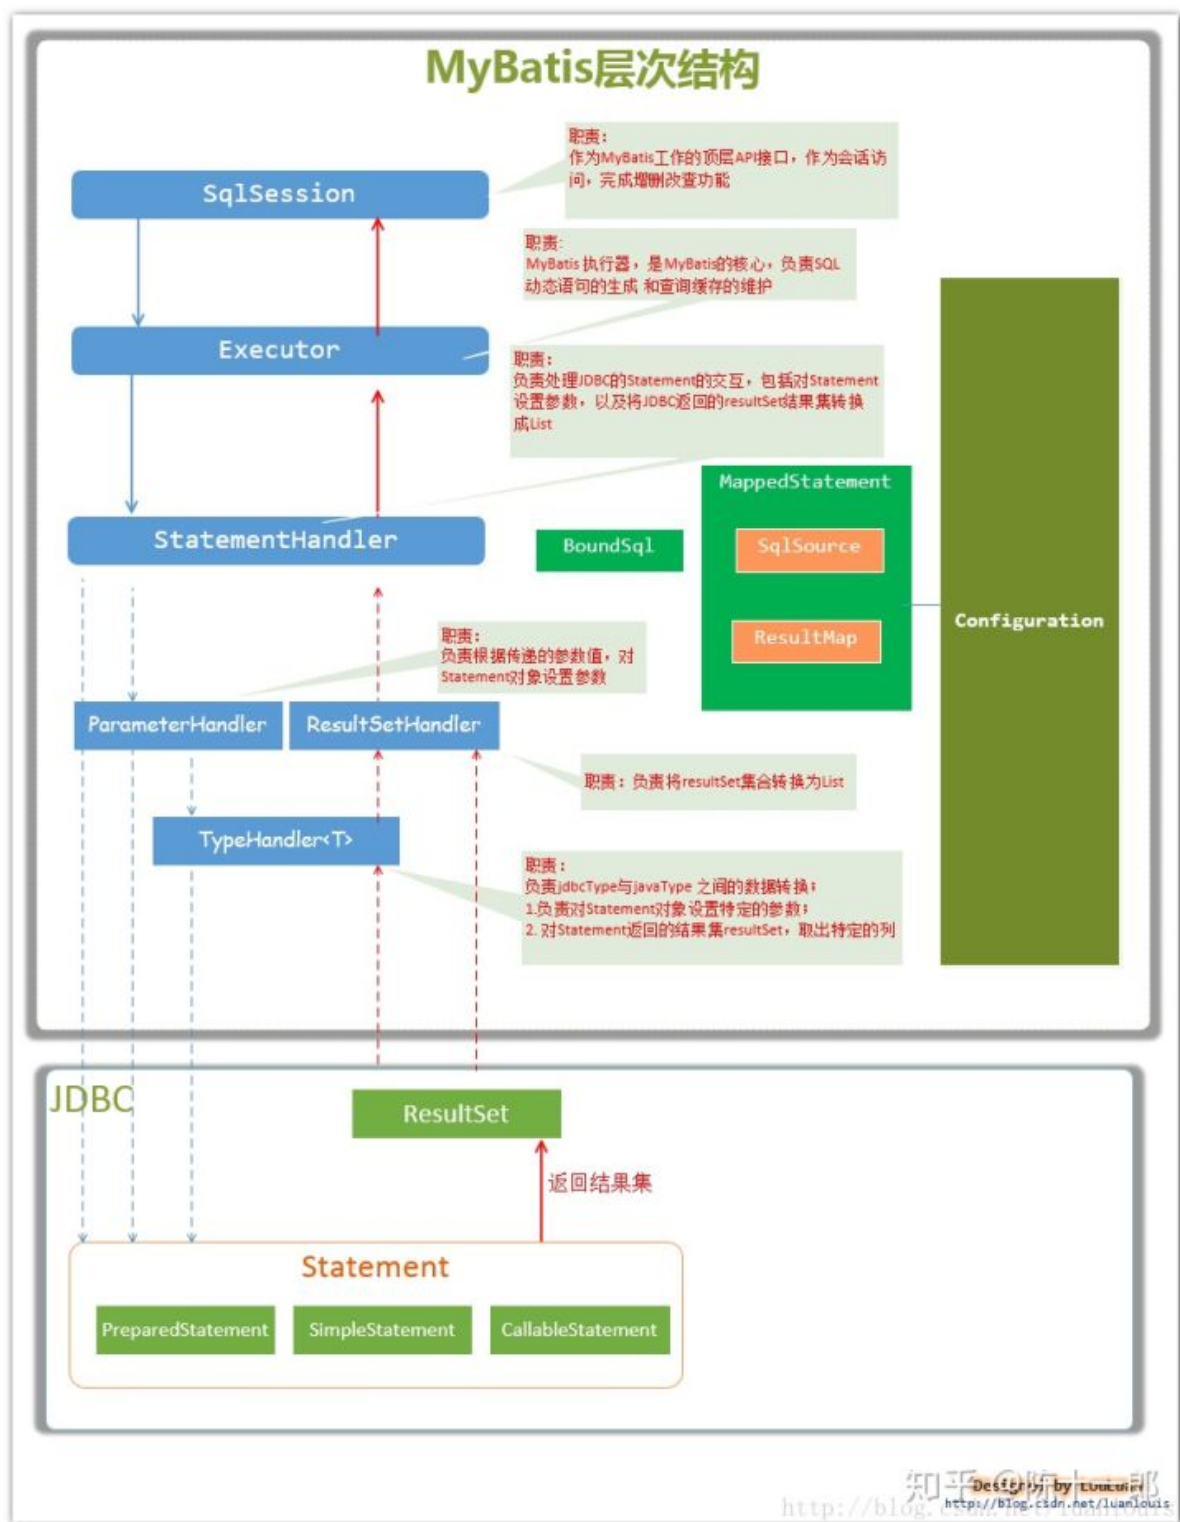 MyBatis层次结构
职责：
作为MyBatis工作的顶层API接口，作为会话访
问，完成增删改查功能
SqlSession
职责:
MyBatis 执行器，是MyBatis的核心，负责SQL
动态语句的生成 和查询缓存的维护
Executor
职责：
负责处理JDBC的Statement的交互，包括对Statement
设置参数，以及将JDBC返回的resultSet结果集转换
成List
MappedStatement
StatementHandler
BoundSql
SqlSource
Configuration
ResultMap
职责：
负责根据传递的参数值，对
Statement对象设置参数
ParameterHandler
ResultSetHandler
职责：负责将resultSet集合转换为List
TypeHandler<T>
职责：
负责jdbcType与javaType 之间的数据转换；
1.负责对Statement对象设置特定的参数；
2. 对Statement返回的结果集resultSet，取出特定的列
JDBC
ResultSet
返回结果集
Statement
PreparedStatement
SimpleStatement
CallableStatement
知乎 @陈十一郎
Designed by LouLuan
http://blog.csdn.net/luanlouis
http://blog.csdn.net/luanlouis